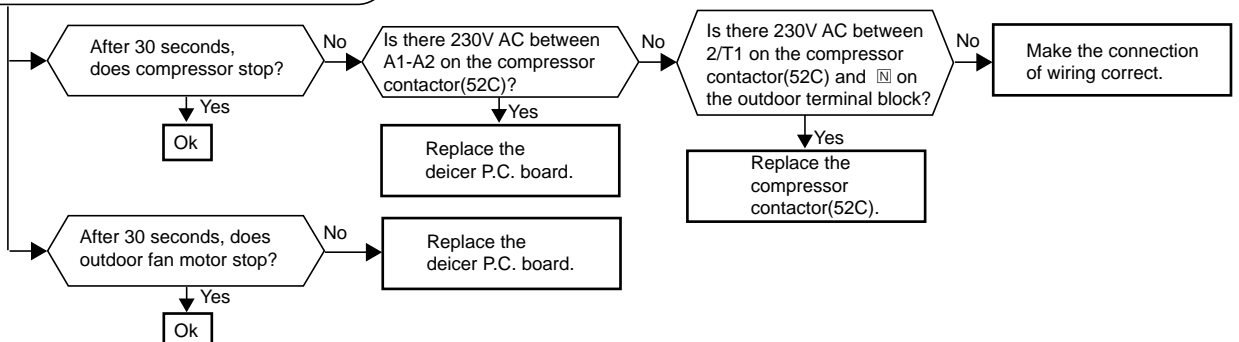 After 30 seconds,
does compressor stop?
No
Yes
Ok
Is there 230V AC between
A1-A2 on the compressor
contactor(52C)?
No
Yes
Replace the
deicer P.C. board.
Is there 230V AC between
2/T1 on the compressor
contactor(52C) and N on
the outdoor terminal block?
No
Yes
Replace the
compressor
contactor(52C).
Make the connection
of wiring correct.
After 30 seconds, does
outdoor fan motor stop?
No
Yes
Ok
Replace the
deicer P.C. board.